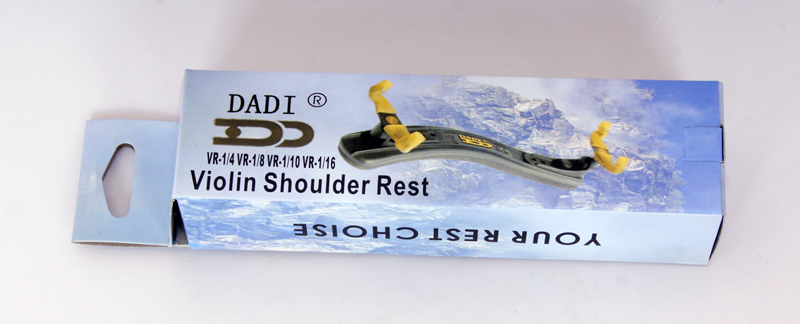 DADI ®
VR-1/4 VR-1/8 VR-1/10 VR-1/16
Violin Shoulder Rest
DADI
YOUR REST CHOISE